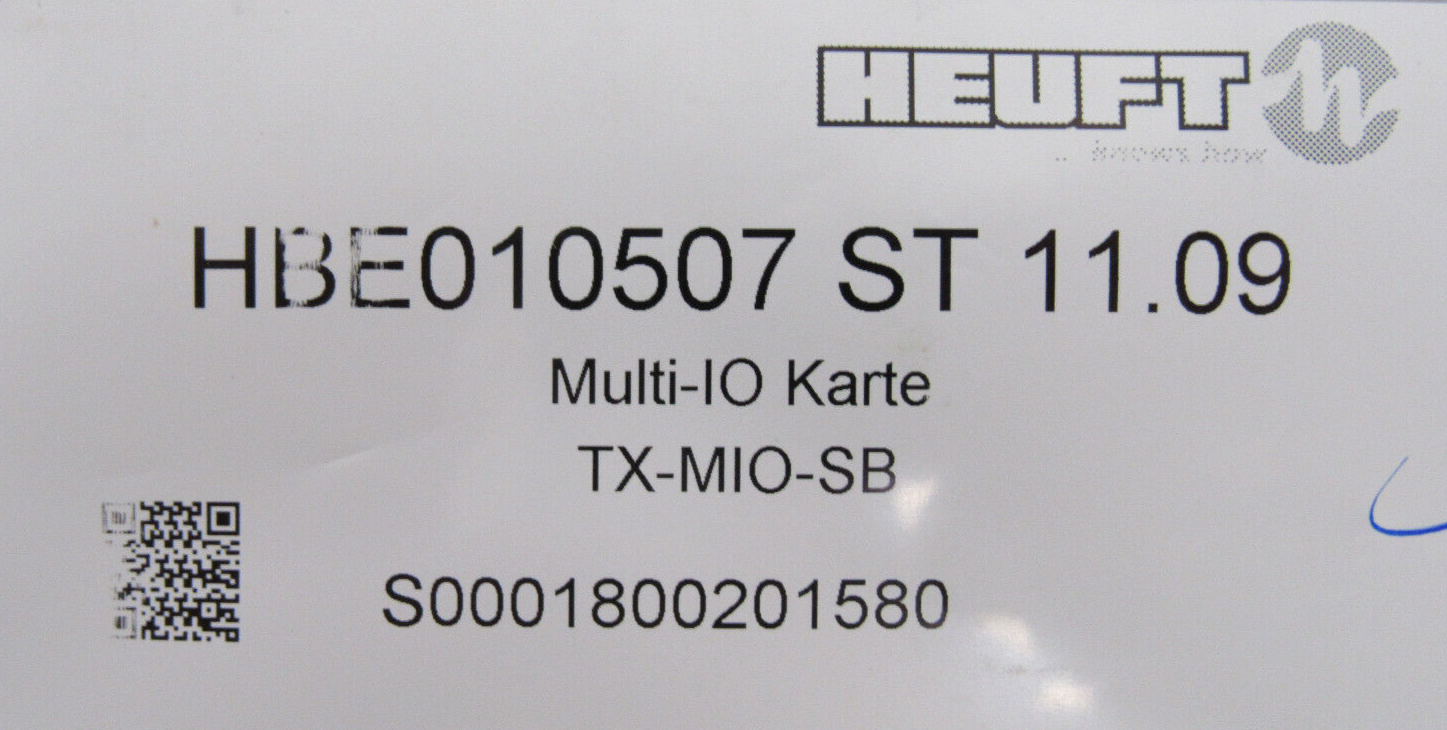 HEUFT
.. knows how
HBE010507 ST 11.09
Multi-IO Karte
TX-MIO-SB
S0001800201580